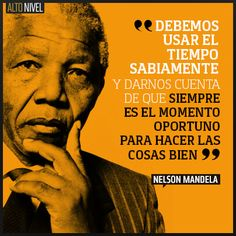 ALTO NIVEL
“ DEBEMOS
USAR EL
TIEMPO
SABIAMENTE
Y DARNOS CUENTA
DE QUE SIEMPRE
ES EL MOMENTO
OPORTUNO
PARA HACER LAS
COSAS BIEN ”
NELSON MANDELA